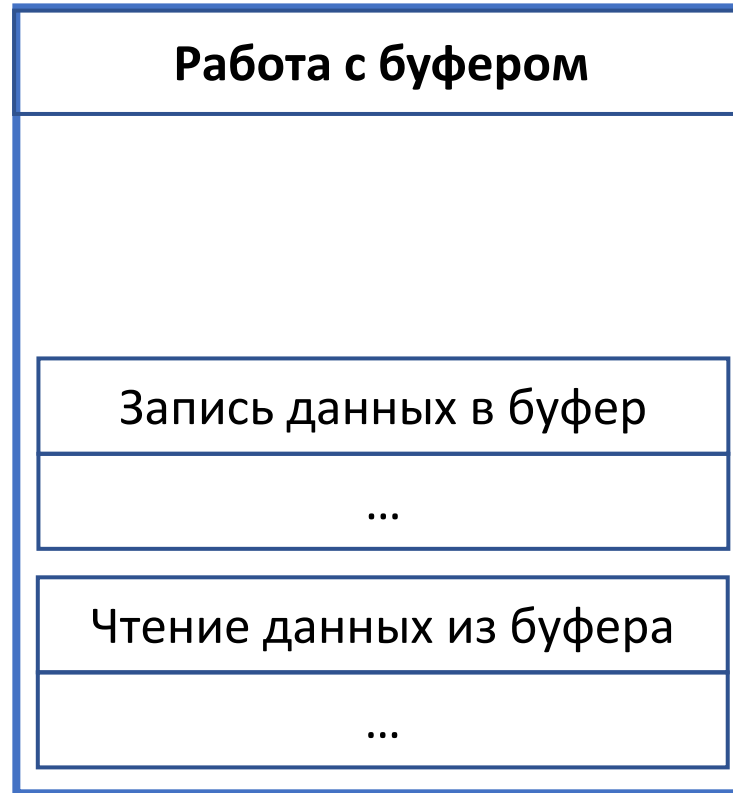 Работа с буфером
Запись данных в буфер
...
Чтение данных из буфера
...